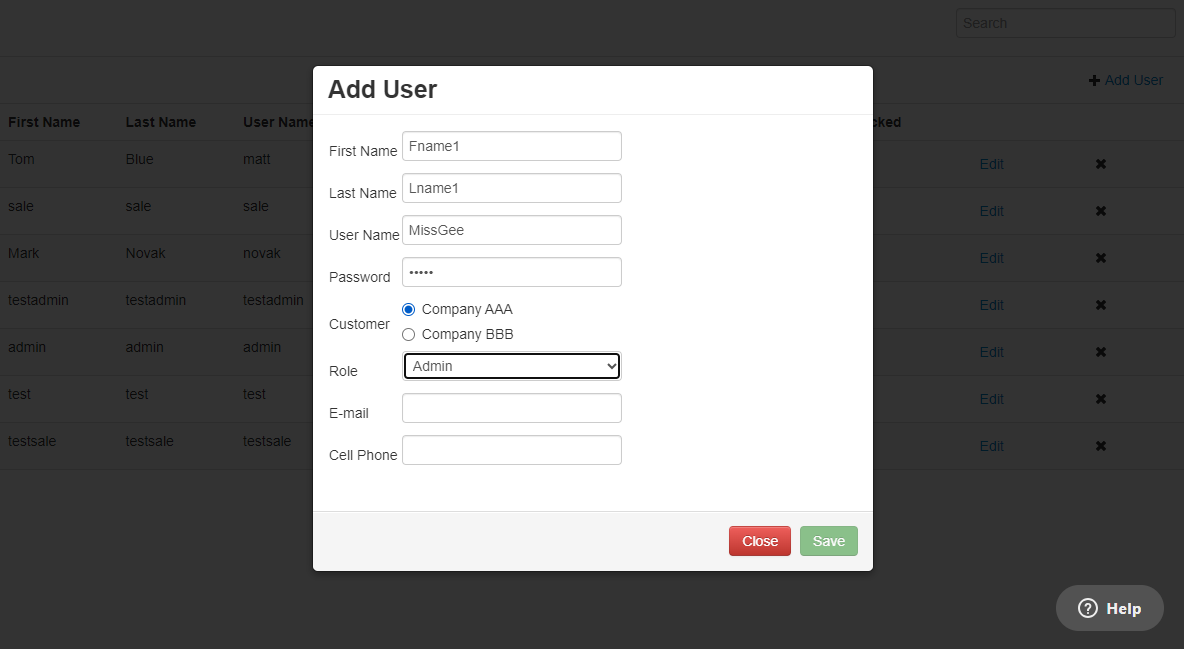 Search
Add User
First Name Last Name User Name cked
Tom Blue matt Edit
sale sale sale Edit
Mark Novak novak Edit
testadmin testadmin testadmin Edit
admin admin admin Edit
test test test Edit
testsale testsale testsale Edit
Add User
First Name Fname1
Last Name Lname1
User Name MissGee
Password •••••
Customer
Company AAA
Company BBB
Role Admin
E-mail
Cell Phone
Close Save
Help